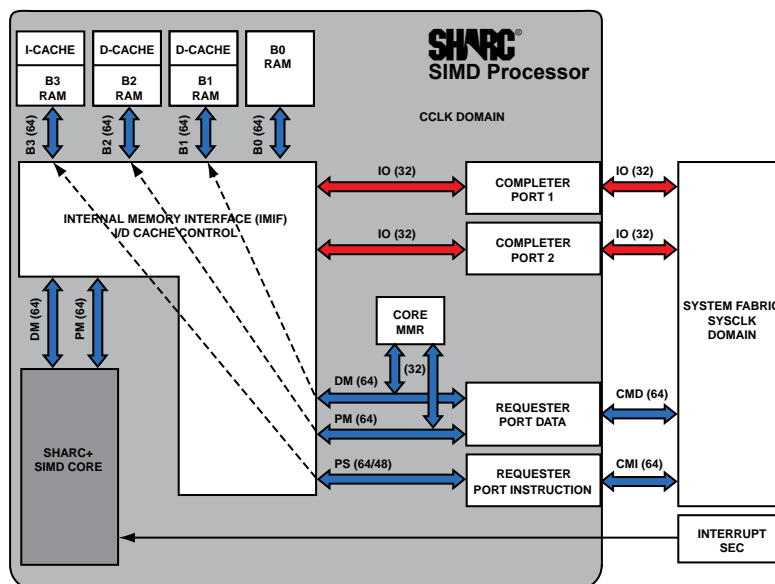 I-CACHE
D-CACHE
D-CACHE
B0
RAM
B3
RAM
B2
RAM
B1
RAM
SHARC®
SIMD Processor
B3 (64)
B2 (64)
B1 (64)
B0 (64)
CCLK DOMAIN
INTERNAL MEMORY INTERFACE (IMIF)
I/D CACHE CONTROL
IO (32)
COMPLETER
PORT 1
IO (32)
IO (32)
COMPLETER
PORT 2
IO (32)
SYSTEM FABRIC
SYSCLK
DOMAIN
DM (64)
PM (64)
CORE
MMR
(32)
DM (64)
PM (64)
REQUESTER
PORT DATA
CMD (64)
SHARC+
SIMD CORE
PS (64/48)
REQUESTER
PORT INSTRUCTION
CMI (64)
INTERRUPT
SEC